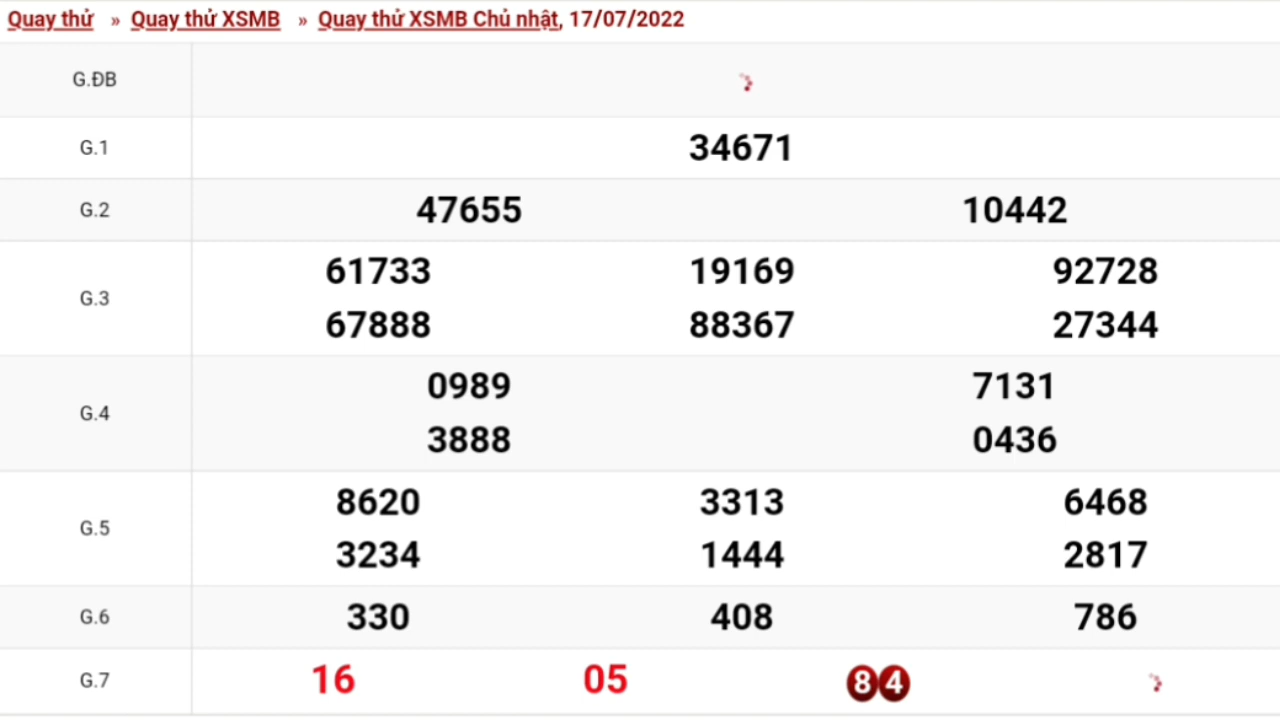 Quay thử » Quay thử XSMB » Quay thử XSMB Chủ nhật, 17/07/2022
G.ĐB
G.1 34671
G.2 47655 10442
G.3 61733 19169 92728
67888 88367 27344
G.4 0989 7131
3888 0436
G.5 8620 3313 6468
3234 1444 2817
G.6 330 408 786
G.7 16 05 84